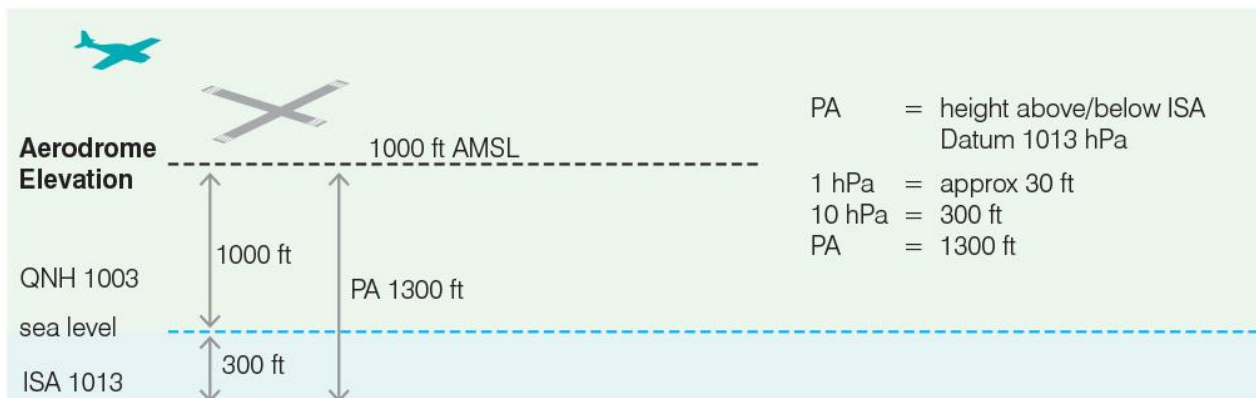 PA = height above/below ISA
Datum 1013 hPa
Aerodrome
Elevation
1000 ft AMSL
1 hPa = approx 30 ft
10 hPa = 300 ft
PA = 1300 ft
1000 ft
QNH 1003
PA 1300 ft
sea level
300 ft
ISA 1013